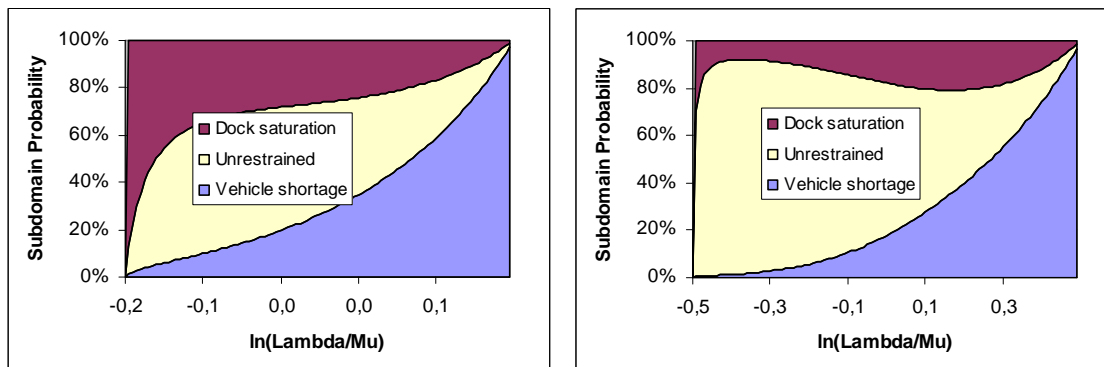 100%
80%
60%
40%
20%
0%
Subdomain Probability
Dock saturation
Unrestrained
Vehicle shortage
-0,2
-0,1
0,0
0,0
0,1
ln(Lambda/Mu)
100%
80%
60%
40%
20%
0%
Subdomain Probability
Dock saturation
Unrestrained
Vehicle shortage
-0,5
-0,3
-0,1
0,1
0,3
ln(Lambda/Mu)